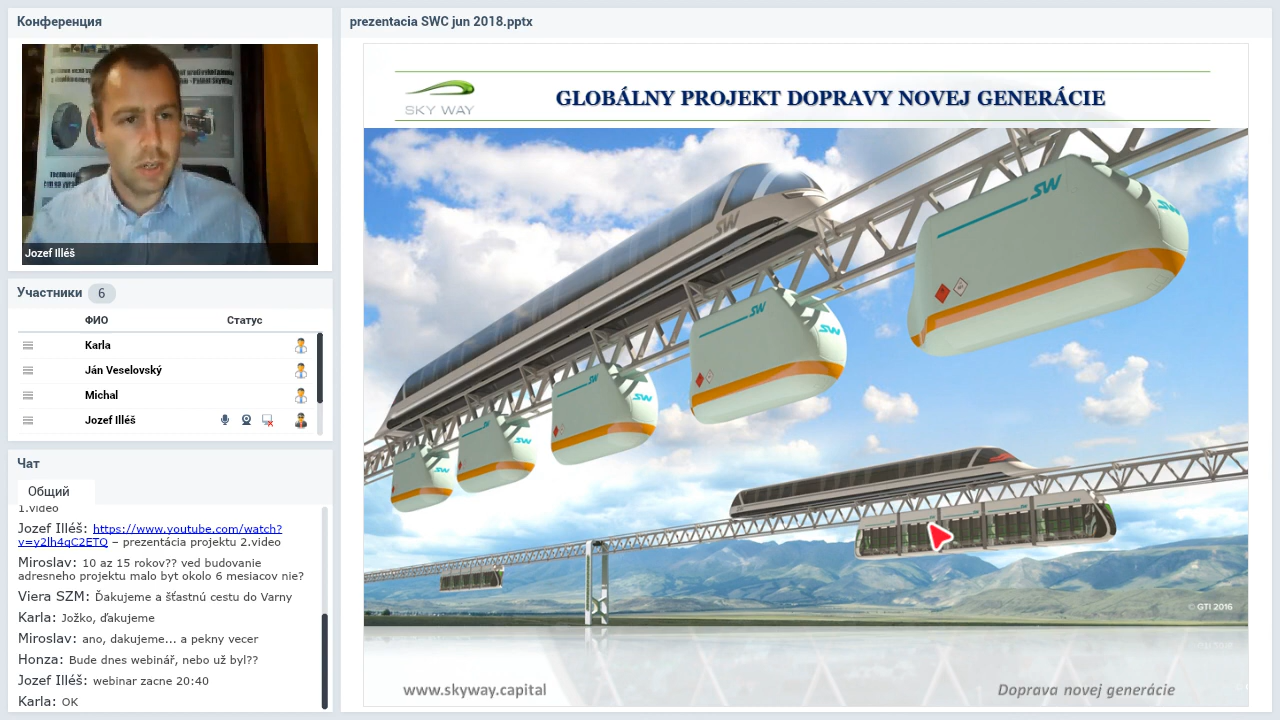 Конференция
Jozef Illéš
Участники 6
ФИО Статус
Karla
Ján Veselovský
Michal
Jozef Illéš
Чат
Общий
1.video
Jozef Illéš: https://www.youtube.com/watch?
v=y2lh4qC2ETQ – prezentácia projektu 2.video
Miroslav: 10 az 15 rokov?? ved budovanie
adresneho projektu malo byt okolo 6 mesiacov nie?
Viera SZM: Ďakujeme a šťastnú cestu do Varny
Karla: Jožko, ďakujeme
Miroslav: ano, dakujeme... a pekny vecer
Honza: Bude dnes webinář, nebo už byl??
Jozef Illéš: webinar zacne 20:40
Karla: OK
prezentacia SWC jun 2018.pptx
SKY WAY
GLOBÁLNY PROJEKT DOPRAVY NOVEJ GENERÁCIE
SW
SW
SW
SW
SW
SW
SW
SW
SW
© GTI 2016
www.skyway.capital
Doprava novej generácie